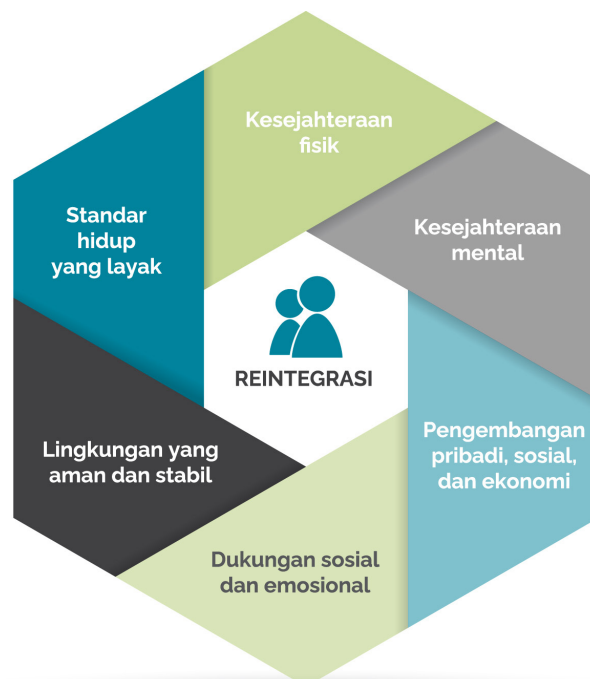 Kesejahteraan
fisik
Kesejahteraan
mental
Pengembangan
pribadi, sosial,
dan ekonomi
Dukungan sosial
dan emosional
Lingkungan yang
aman dan stabil
Standar
hidup
yang layak
REINTEGRASI